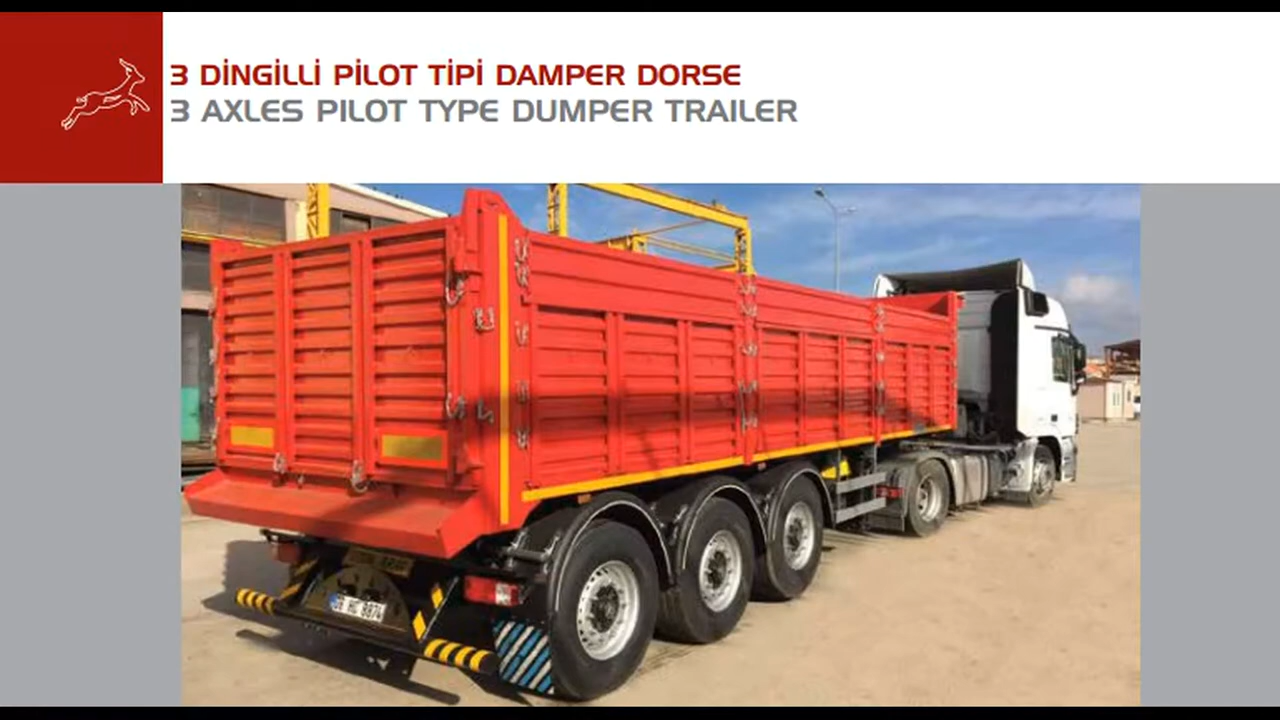 3 DİNGİLLİ PİLOT TİPİ DAMPER DORSE
3 AXLES PILOT TYPE DUMPER TRAILER